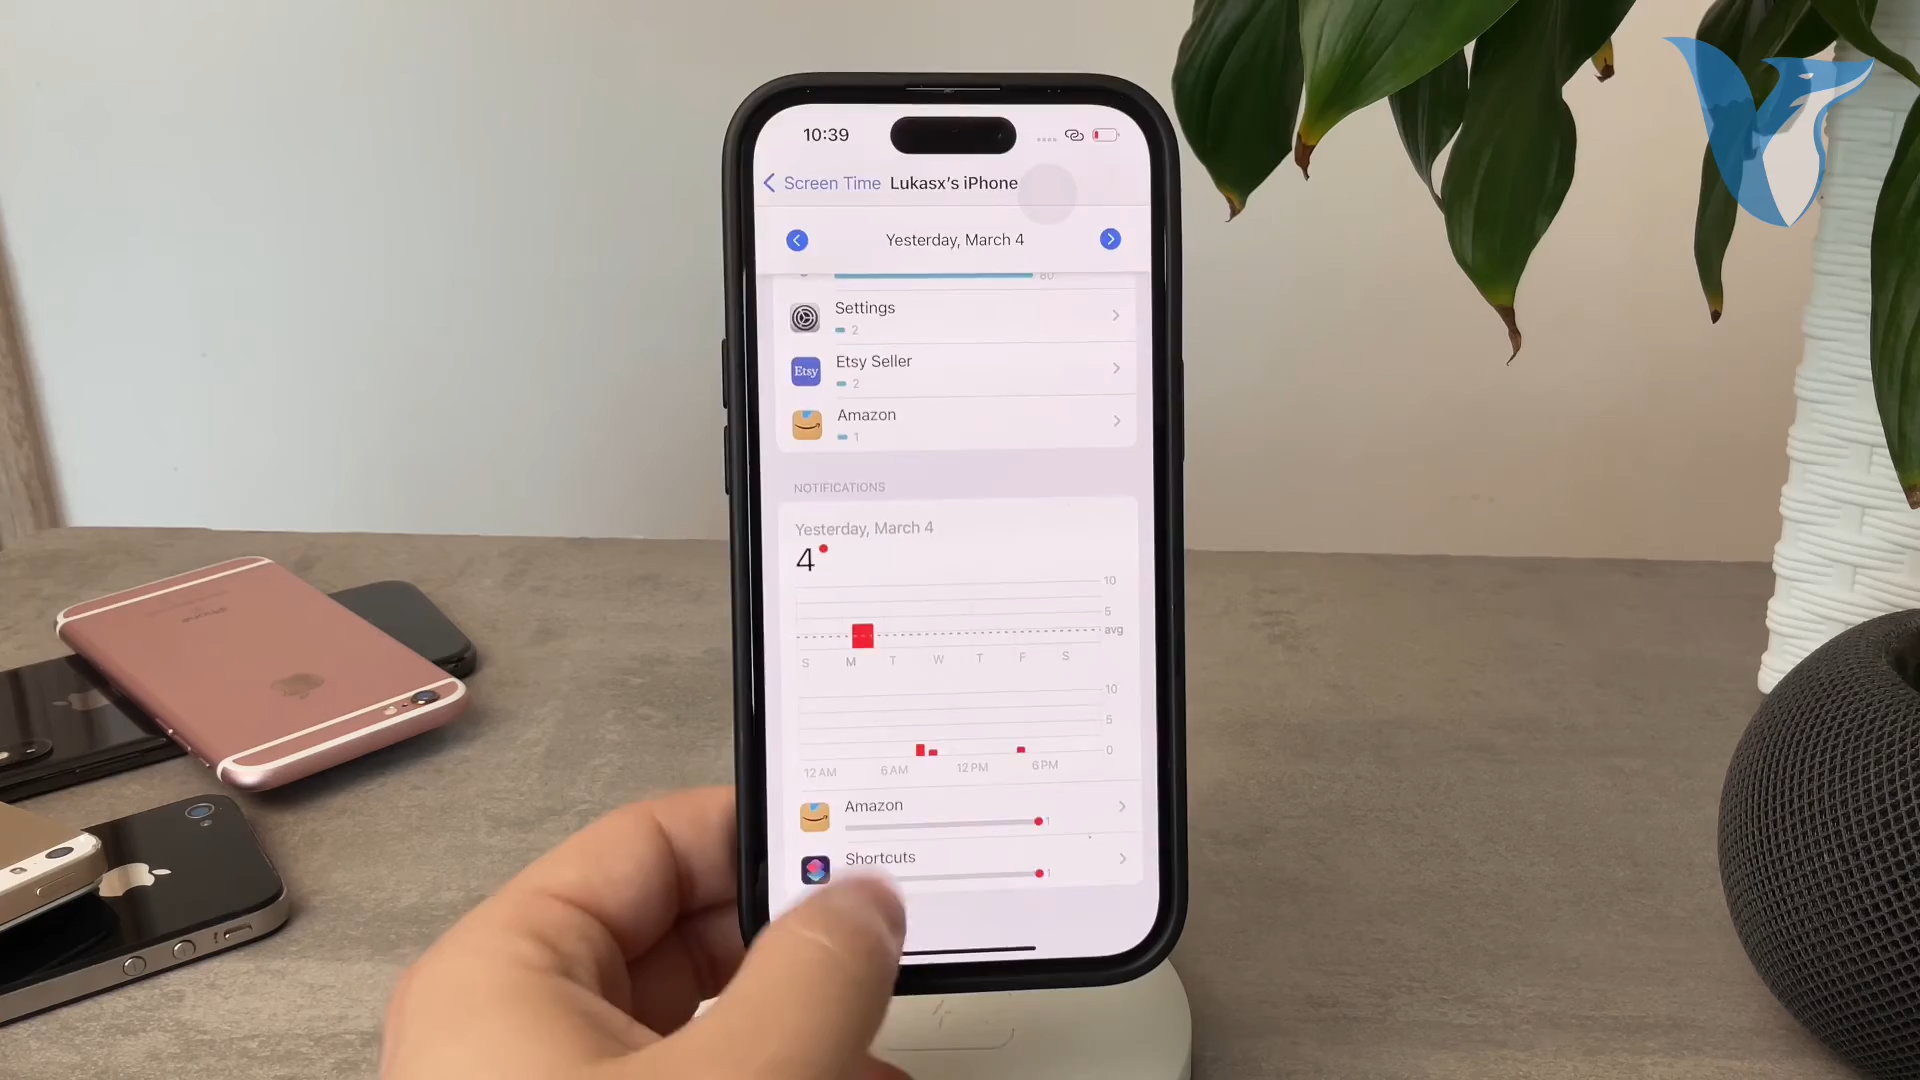 10:39
Screen Time Lukasx's iPhone
Yesterday, March 4
80
Settings
2
Etsy
Etsy Seller
2
Amazon
1
NOTIFICATIONS
Yesterday, March 4
4
10
5
avg
S M T W T F S
10
5
0
12 AM 6 AM 12 PM 6 PM
Amazon
1
Shortcuts
1
iPhone